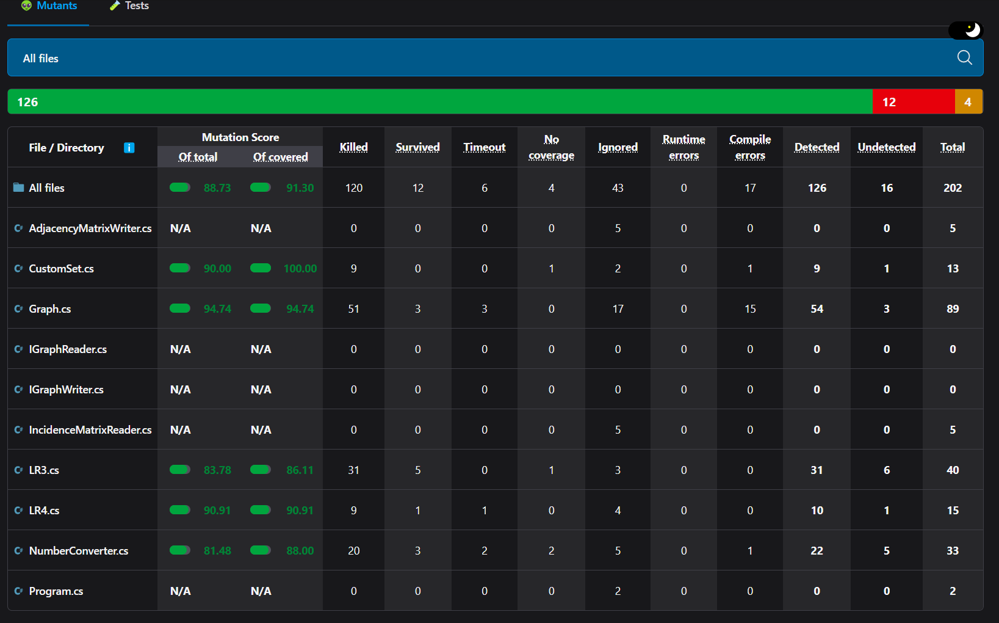 Mutants Tests
All files
126 12 4
File / Directory Mutation Score Killed Survived Timeout No coverage Ignored Runtime errors Compile errors Detected Undetected Total
Of total Of covered
All files 88.73 91.30 120 12 6 4 43 0 17 126 16 202
AdjacencyMatrixWriter.cs N/A N/A 0 0 0 0 5 0 0 0 0 5
CustomSet.cs 90.00 100.00 9 0 0 1 2 0 1 9 1 13
Graph.cs 94.74 94.74 51 3 3 0 17 0 15 54 3 89
IGraphReader.cs N/A N/A 0 0 0 0 0 0 0 0 0 0
IGraphWriter.cs N/A N/A 0 0 0 0 0 0 0 0 0 0
IncidenceMatrixReader.cs N/A N/A 0 0 0 0 5 0 0 0 0 5
LR3.cs 83.78 86.11 31 5 0 1 3 0 0 31 6 40
LR4.cs 90.91 90.91 9 1 1 0 4 0 0 10 1 15
NumberConverter.cs 81.48 88.00 20 3 2 2 5 0 1 22 5 33
Program.cs N/A N/A 0 0 0 0 2 0 0 0 0 2